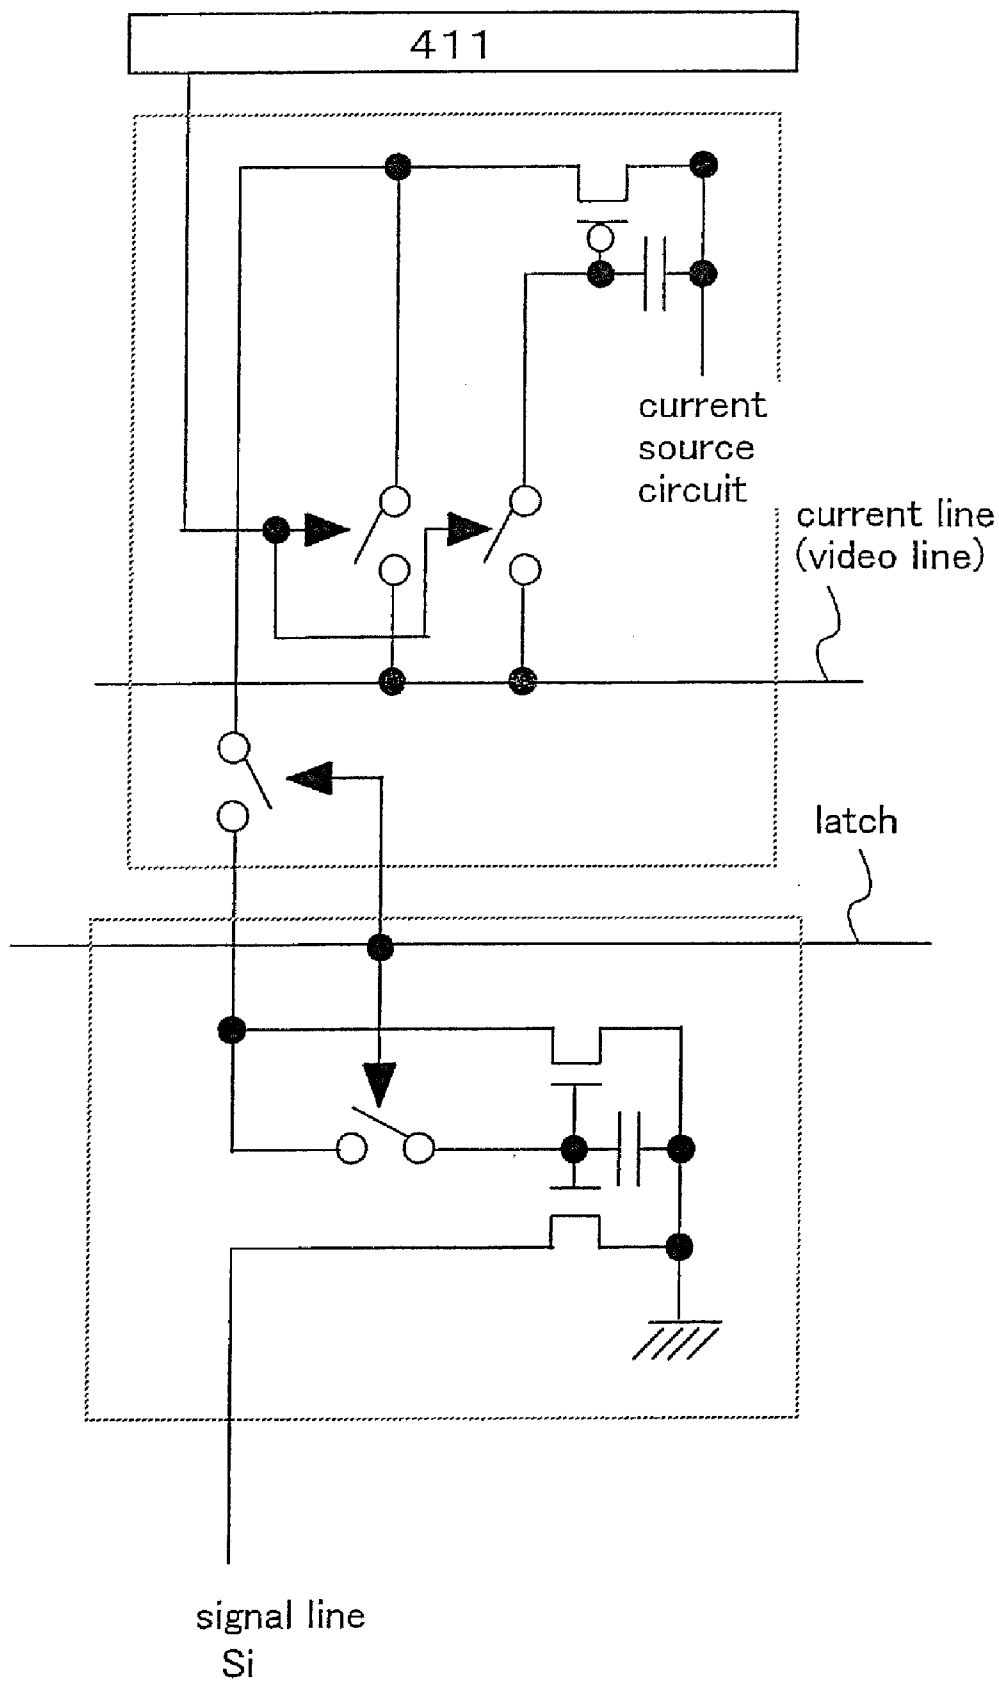 411
current
source
circuit
current line
(video line)
latch
signal line
Si